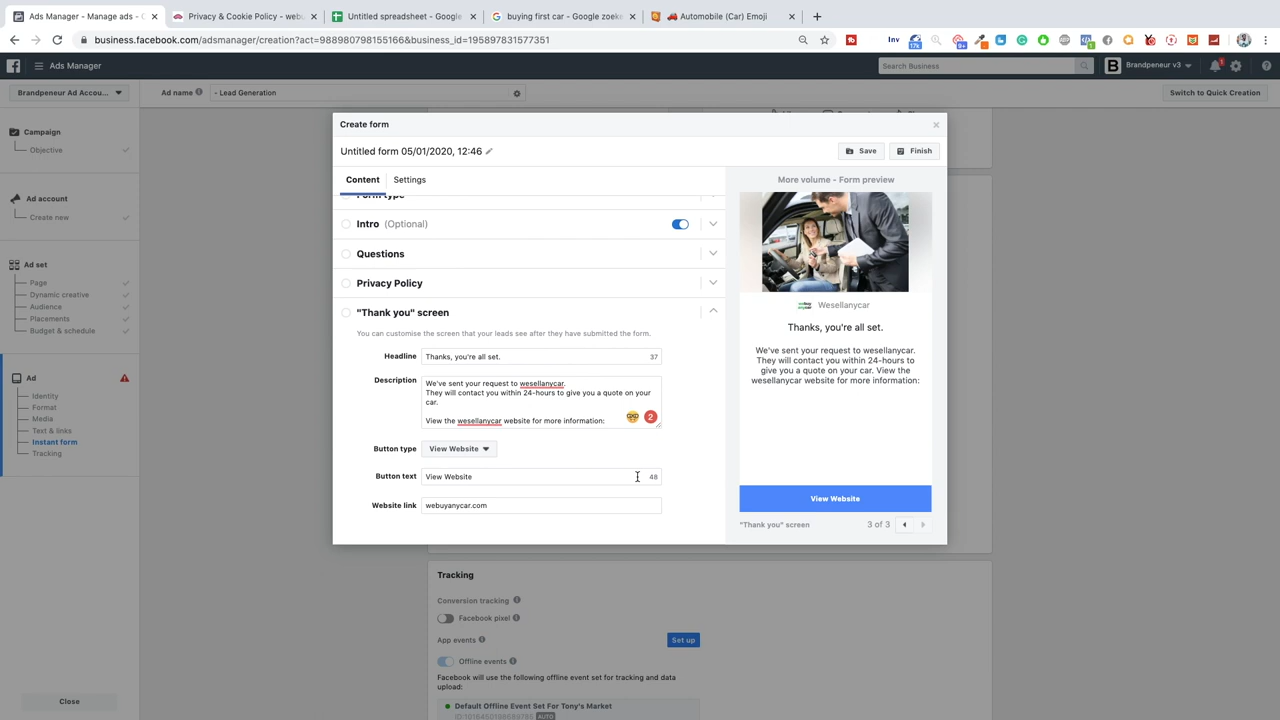 Ads Manager - Manage ads - C
Privacy & Cookie Policy - webu
Untitled spreadsheet - Google
buying first car - Google zoeke
Automobile (Car) Emoji
business.facebook.com/adsmanager/creation?act=988980798155166&business_id=195897831577351
Inv
17k
9+
Ads Manager
Search Business
B
Brandpeneur v3
1
Brandpeneur Ad Accou...
Ad name
- Lead Generation
Switch to Quick Creation
Campaign
Objective
Ad account
Create new
Ad set
Page
Dynamic creative
Audience
Placements
Budget & schedule
Ad
Identity
Format
Media
Text & links
Instant form
Tracking
Close
Create form
Untitled form 05/01/2020, 12:46
Save
Finish
Content
Settings
Form type
Intro (Optional)
Questions
Privacy Policy
"Thank you" screen
You can customise the screen that your leads see after they have submitted the form.
Headline
Thanks, you're all set.
37
Description
We've sent your request to wesellanycar.
They will contact you within 24-hours to give you a quote on your
car.
View the wesellanycar website for more information:
2
Button type
View Website
Button text
View Website
48
Website link
webuyanycar.com
More volume - Form preview
Wesellanycar
Thanks, you're all set.
We've sent your request to wesellanycar.
They will contact you within 24-hours to
give you a quote on your car. View the
wesellanycar website for more information:
View Website
"Thank you" screen
3 of 3
Tracking
Conversion tracking
Facebook pixel
App events
Set up
Offline events
Facebook will use the following offline event set for tracking and data
upload:
Default Offline Event Set For Tony's Market
AUTO